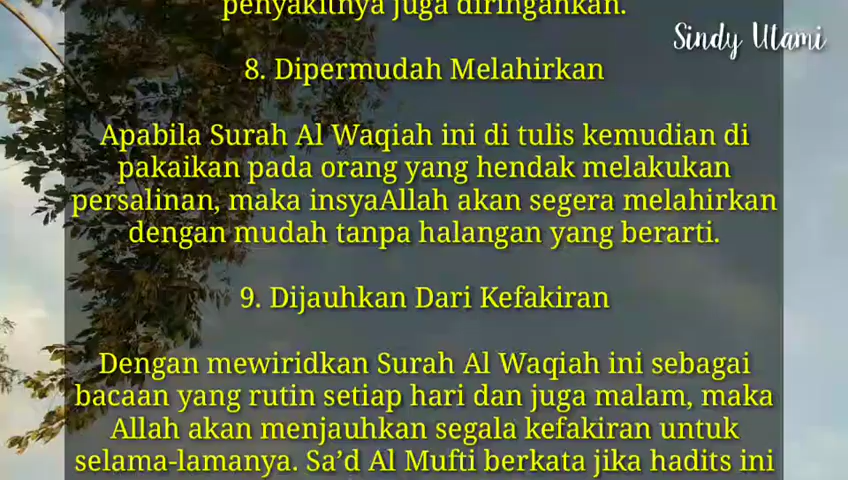 penyakitnya juga diringankan.
Sindy Utami
8. Dipermudah Melahirkan
Apabila Surah Al Waqiah ini di tulis kemudian di
pakaikan pada orang yang hendak melakukan
persalinan, maka insyaAllah akan segera melahirkan
dengan mudah tanpa halangan yang berarti.
9. Dijauhkan Dari Kefakiran
Dengan mewiridkan Surah Al Waqiah ini sebagai
bacaan yang rutin setiap hari dan juga malam, maka
Allah akan menjauhkan segala kefakiran untuk
selama-lamanya. Sa’d Al Mufti berkata jika hadits ini